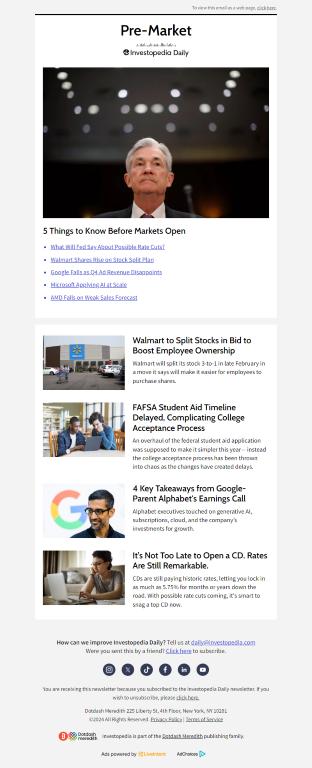 To view this email as a web page, click here.
Pre-Market
Investopedia Daily
5 Things to Know Before Markets Open
What Will Fed Say About Possible Rate Cuts?
Walmart Shares Rise on Stock Split Plan
Google Falls as Q4 Ad Revenue Disappoints
Microsoft Applying AI at Scale
AMD Falls on Weak Sales Forecast
Walmart to Split Stocks in Bid to
Boost Employee Ownership
Walmart will split its stock 3-to-1 in late February in
a move it says will make it easier for employees to
purchase shares.
FAFSA Student Aid Timeline
Delayed, Complicating College
Acceptance Process
An overhaul of the federal student aid application
was supposed to make it simpler this year – instead
the college acceptance process has been thrown
into chaos as the changes have created delays.
4 Key Takeaways from Google-
Parent Alphabet's Earnings Call
Alphabet executives touched on generative AI,
subscriptions, cloud, and the company's
investments for growth.
It's Not Too Late to Open a CD. Rates
Are Still Remarkable.
CDs are still paying historic rates, letting you lock in
as much as 5.75% for months or years down the
road. With possible rate cuts coming, it's smart to
snag a top CD now.
How can we improve Investopedia Daily? Tell us at daily@investopedia.com
Were you sent this by a friend? Click here to subscribe.
You are receiving this newsletter because you subscribed to the Investopedia Daily newsletter. If you
wish to unsubscribe, please click here.
Dotdash Meredith 225 Liberty St, 4th Floor, New York, NY 10281
©2024 All Rights Reserved. Privacy Policy | Terms of Service
Dotdash
meredith
Investopedia is part of the Dotdash Meredith publishing family.
Ads powered by LiveIntent
AdChoices